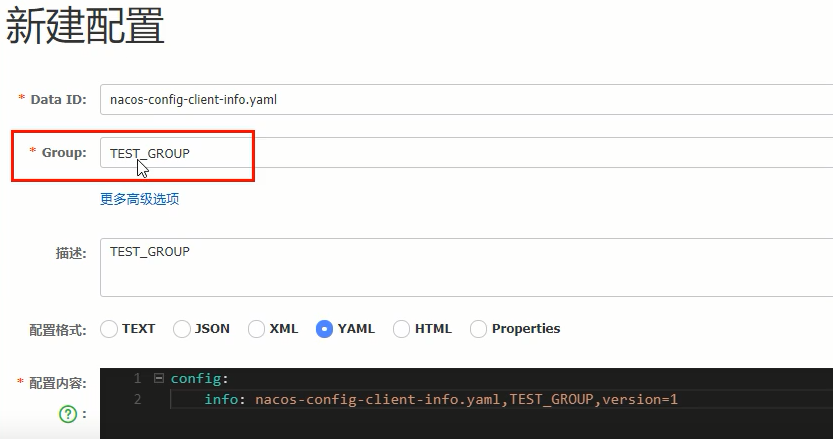 新建配置
* Data ID: nacos-config-client-info.yaml
* Group: TEST_GROUP
更多高级选项
描述: TEST_GROUP
配置格式: TEXT JSON XML YAML HTML Properties
* 配置内容: 1 config:
? : 2 info: nacos-config-client-info.yaml,TEST_GROUP,version=1